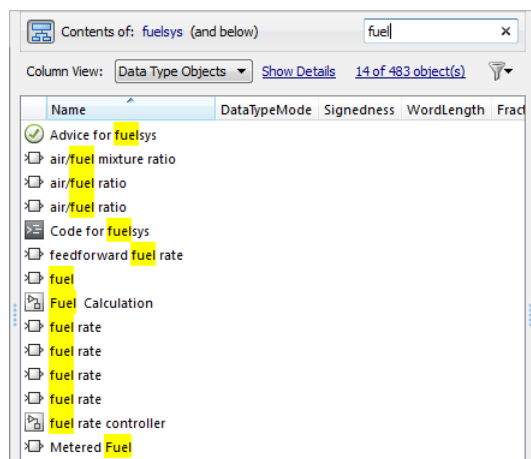 Contents of: fuelsys (and below) fuel
Column View: Data Type Objects Show Details 14 of 483 object(s)
Name DataTypeMode Signedness WordLength Fract
Advice for fuelsys
air/fuel mixture ratio
air/fuel ratio
air/fuel ratio
Code for fuelsys
feedforward fuel rate
fuel
Fuel Calculation
fuel rate
fuel rate
fuel rate
fuel rate
fuel rate controller
Metered Fuel